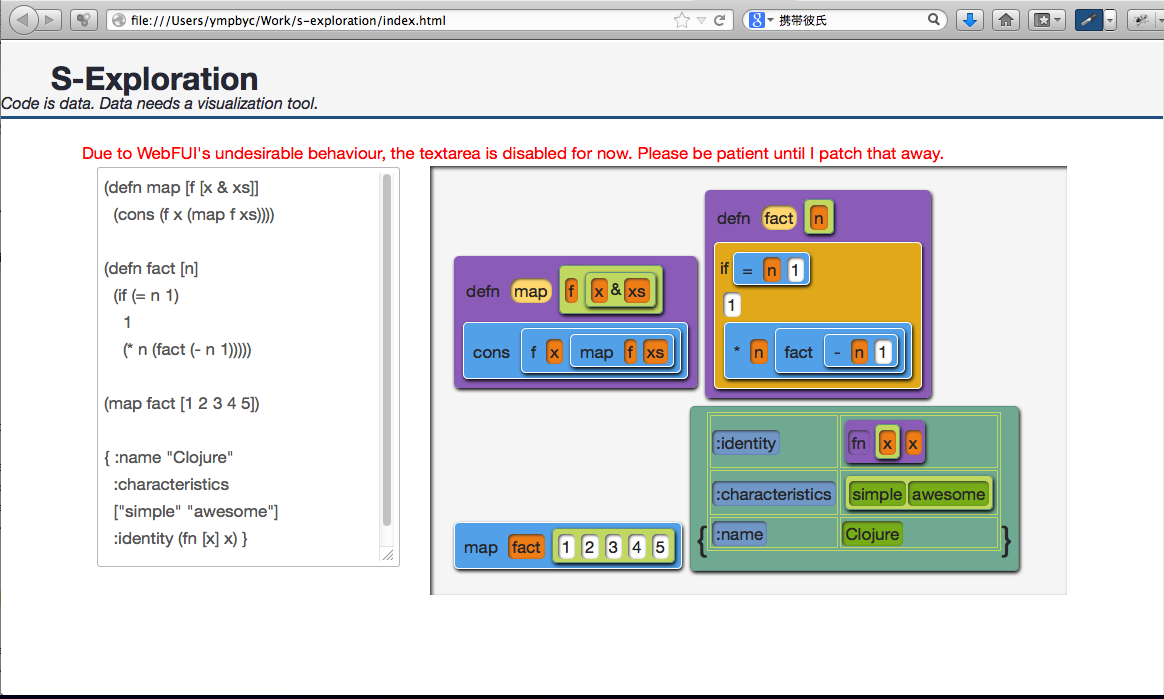 file:///Users/ympbyc/Work/s-exploration/index.html
8 携帯彼氏
S-Exploration
Code is data. Data needs a visualization tool.
Due to WebFUI's undesirable behaviour, the textarea is disabled for now. Please be patient until I patch that away.
(defn map [f [x & xs]]
(cons (f x (map f xs))))
(defn fact [n]
(if (= n 1)
1
(* n (fact (- n 1)))))
(map fact [1 2 3 4 5])
{ :name "Clojure"
:characteristics
["simple" "awesome"]
:identity (fn [x] x) }
defn map f x & xs
cons f x map f xs
defn fact n
if = n 1
1
* n fact - n 1
map fact 1 2 3 4 5
{
:identity fn x x
:characteristics simple awesome
:name Clojure
}